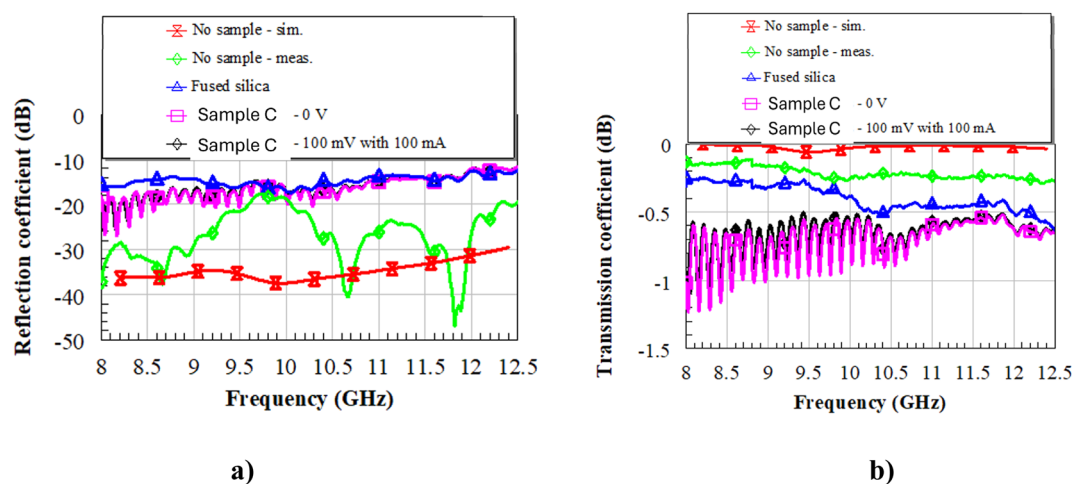 No sample - sim.
No sample - meas.
Fused silica
Sample C - 0 V
Sample C - 100 mV with 100 mA
Reflection coefficient (dB)
0
-10
-20
-30
-40
-50
8 8.5 9 9.5 10 10.5 11 11.5 12 12.5
Frequency (GHz)
a)
No sample - sim.
No sample - meas.
Fused silica
Sample C - 0 V
Sample C - 100 mV with 100 mA
Transmission coefficient (dB)
0
-0.5
-1
-1.5
8 8.5 9 9.5 10 10.5 11 11.5 12 12.5
Frequency (GHz)
b)